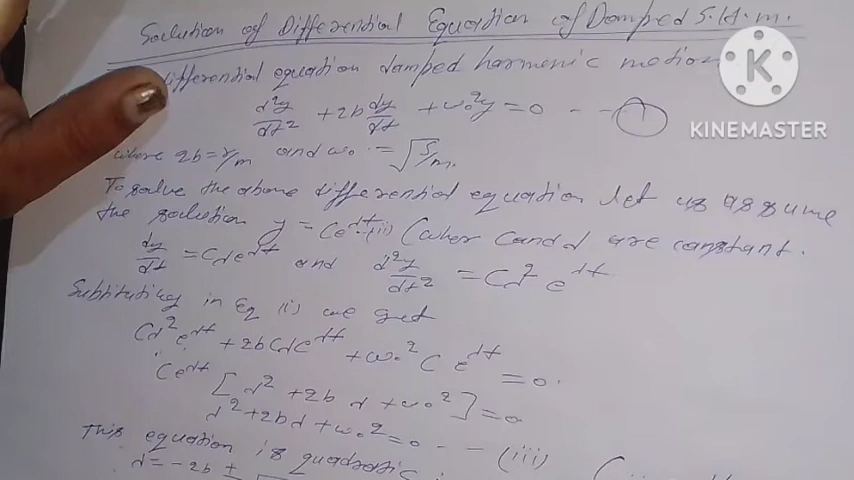 Solution of Differential Equation of Damped S.H.m.
differential equation damped harmonic motion
d²y/dt² + 2b dy/dt + ω₀²y = 0 - - (1)
where 2b = r/m and ω₀ = √S/m.
To solve the above differential equation let us assume
the solution y = Ce^αt - (ii) (wher C and α are constant.
dy/dt = Cαe^αt and d²y/dt² = Cα² e^αt
Subtituting in Eq (i) we get
Cα² e^αt + 2bCαe^αt + ω₀² C e^αt = 0.
Ce^αt [α² + 2b α + ω₀²] = 0
α² + 2bα + ω₀² = 0 - - (iii)
This equation is quadratic
α = -2b ±
K
KINEMASTER